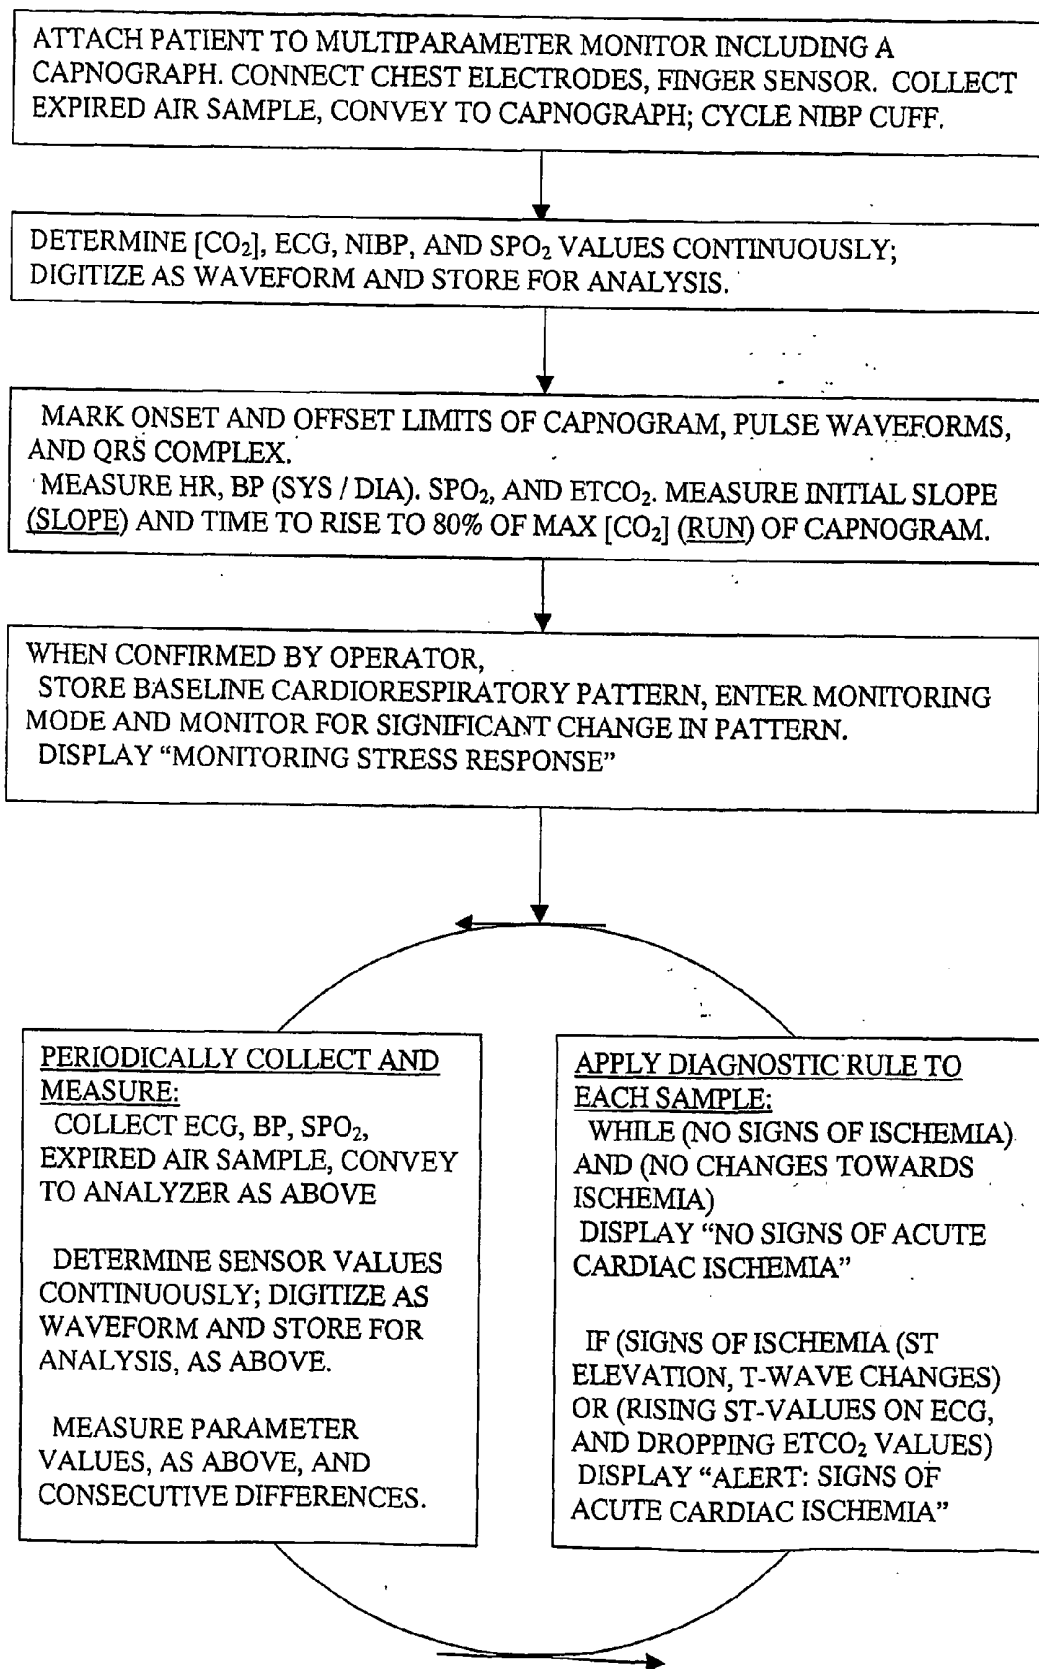 ATTACH PATIENT TO MULTIPARAMETER MONITOR INCLUDING A
CAPNOGRAPH. CONNECT CHEST ELECTRODES, FINGER SENSOR. COLLECT
EXPIRED AIR SAMPLE, CONVEY TO CAPNOGRAPH; CYCLE NIBP CUFF.
DETERMINE [CO₂], ECG, NIBP, AND SPO₂ VALUES CONTINUOUSLY;
DIGITIZE AS WAVEFORM AND STORE FOR ANALYSIS.
MARK ONSET AND OFFSET LIMITS OF CAPNOGRAM, PULSE WAVEFORMS,
AND QRS COMPLEX.
MEASURE HR, BP (SYS / DIA). SPO₂, AND ETCO₂. MEASURE INITIAL SLOPE
(SLOPE) AND TIME TO RISE TO 80% OF MAX [CO₂] (RUN) OF CAPNOGRAM.
WHEN CONFIRMED BY OPERATOR,
STORE BASELINE CARDIORESPIRATORY PATTERN, ENTER MONITORING
MODE AND MONITOR FOR SIGNIFICANT CHANGE IN PATTERN.
DISPLAY “MONITORING STRESS RESPONSE”
PERIODICALLY COLLECT AND
MEASURE:
COLLECT ECG, BP, SPO₂,
EXPIRED AIR SAMPLE, CONVEY
TO ANALYZER AS ABOVE
DETERMINE SENSOR VALUES
CONTINUOUSLY; DIGITIZE AS
WAVEFORM AND STORE FOR
ANALYSIS, AS ABOVE.
MEASURE PARAMETER
VALUES, AS ABOVE, AND
CONSECUTIVE DIFFERENCES.
APPLY DIAGNOSTIC RULE TO
EACH SAMPLE:
WHILE (NO SIGNS OF ISCHEMIA)
AND (NO CHANGES TOWARDS
ISCHEMIA)
DISPLAY “NO SIGNS OF ACUTE
CARDIAC ISCHEMIA”
IF (SIGNS OF ISCHEMIA (ST
ELEVATION, T-WAVE CHANGES)
OR (RISING ST-VALUES ON ECG,
AND DROPPING ETCO₂ VALUES)
DISPLAY “ALERT: SIGNS OF
ACUTE CARDIAC ISCHEMIA”